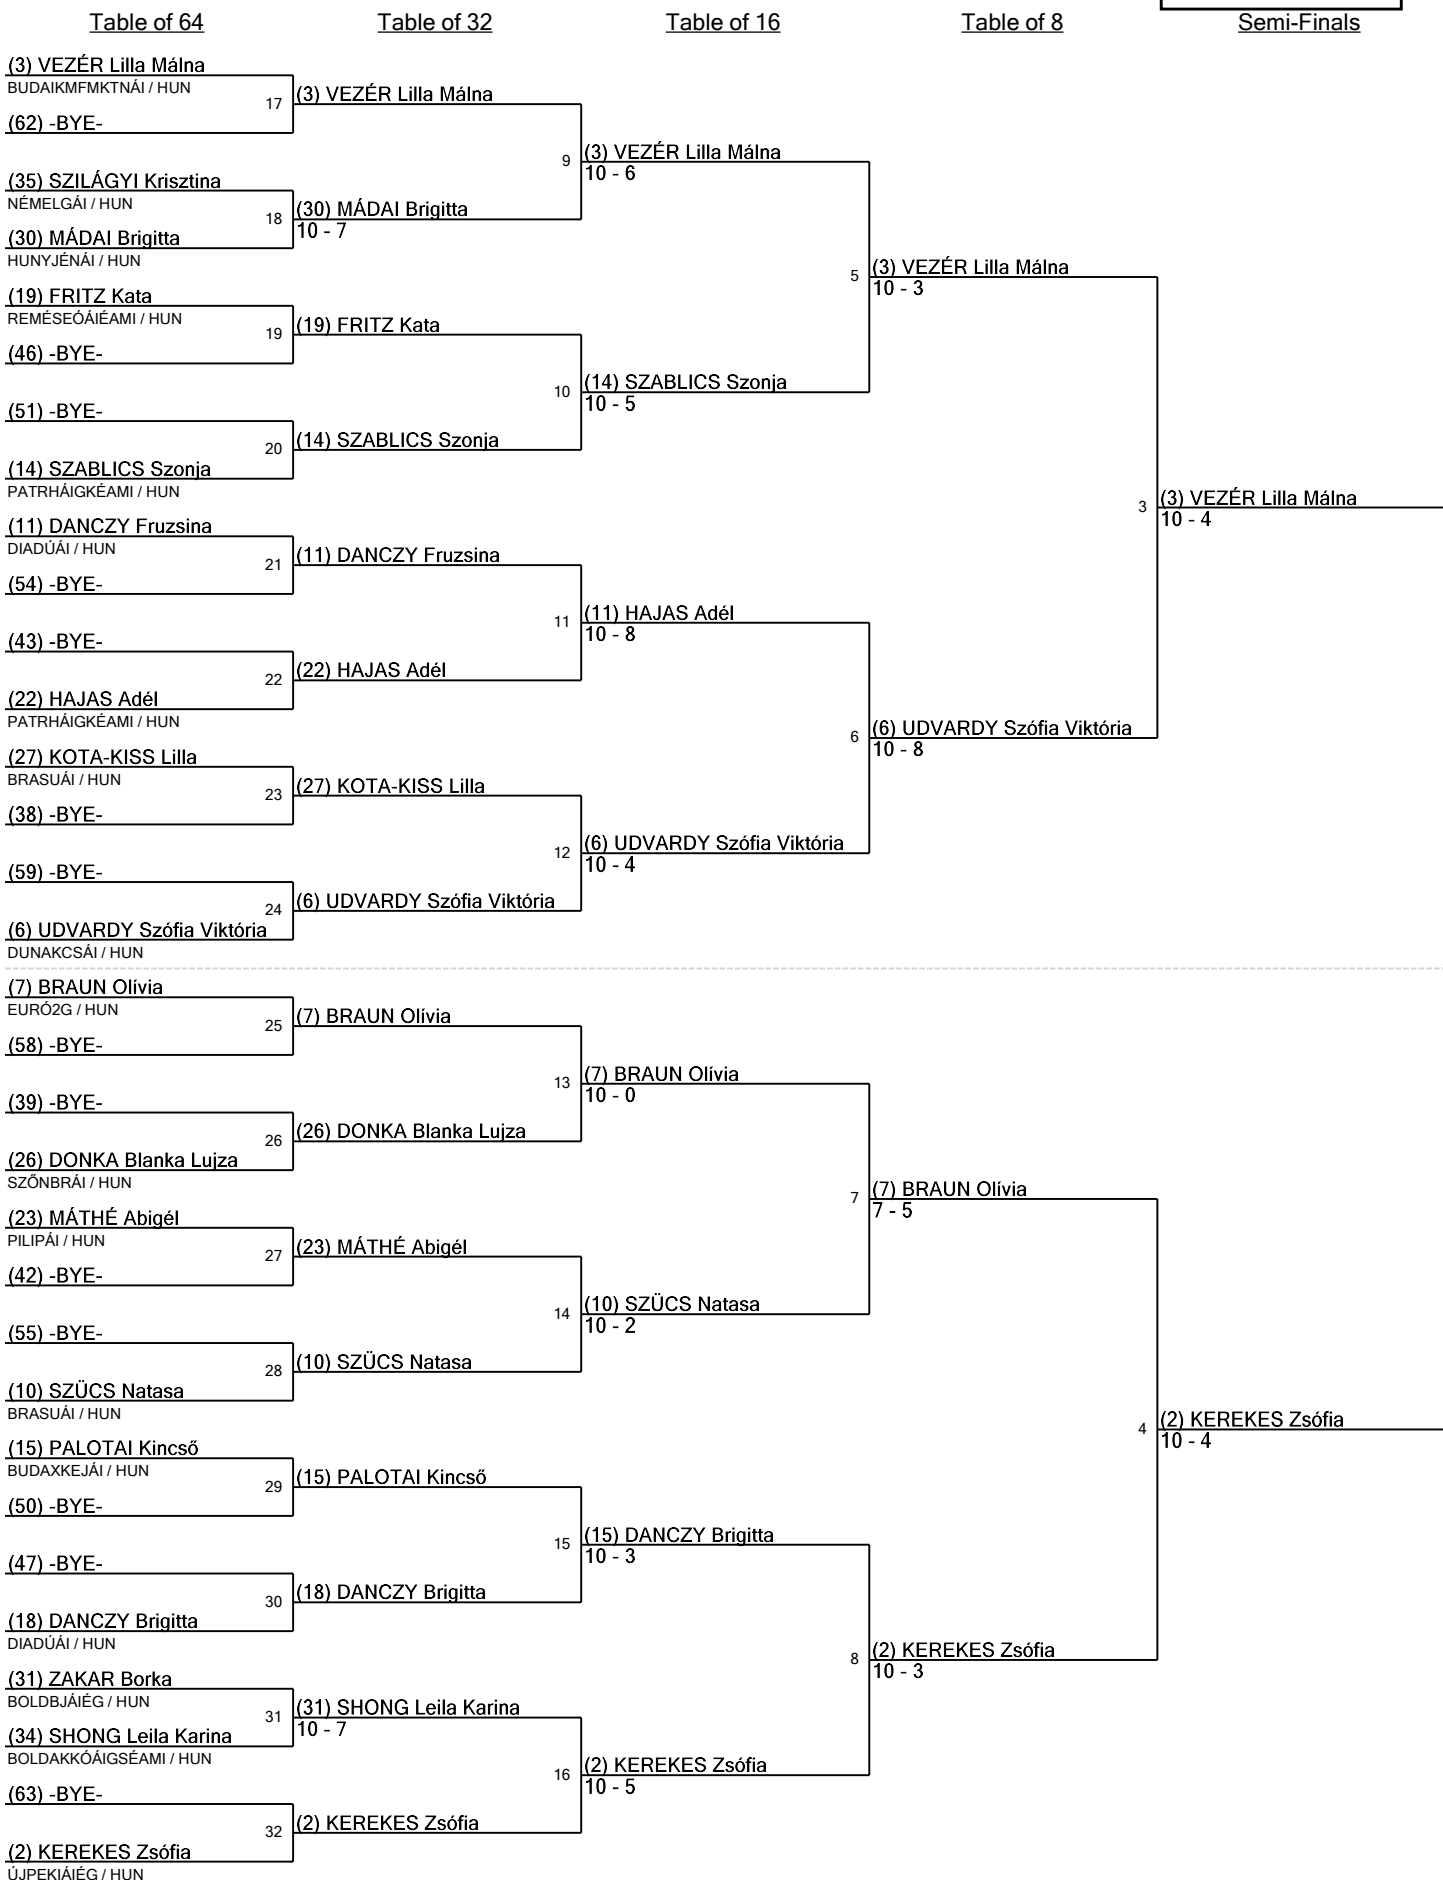 Table of 64
Table of 32
Table of 16
Table of 8
Semi-Finals
(3) VEZÉR Lilla Málna
BUDAIKMFMKTNÁI / HUN
17
(62) -BYE-
(35) SZILÁGYI Krisztina
NÉMELGÁI / HUN
18
(30) MÁDAI Brigitta
HUNYJÉNÁI / HUN
(19) FRITZ Kata
REMÉSEÓÁIÉAMI / HUN
19
(46) -BYE-
(51) -BYE-
20
(14) SZABLICS Szonja
PATRHÁIGKÉAMI / HUN
(11) DANCZY Fruzsina
DIADÚÁI / HUN
21
(54) -BYE-
(43) -BYE-
22
(22) HAJAS Adél
PATRHÁIGKÉAMI / HUN
(27) KOTA-KISS Lilla
BRASUÁI / HUN
23
(38) -BYE-
(59) -BYE-
24
(6) UDVARDY Szófia Viktória
DUNAKCSÁI / HUN
(7) BRAUN Olívia
EURÓ2G / HUN
25
(58) -BYE-
(39) -BYE-
26
(26) DONKA Blanka Lujza
SZŐNBRÁI / HUN
(23) MÁTHÉ Abigél
PILIPÁI / HUN
27
(42) -BYE-
(55) -BYE-
28
(10) SZÜCS Natasa
BRASUÁI / HUN
(15) PALOTAI Kincső
BUDAXKEJÁI / HUN
29
(50) -BYE-
(47) -BYE-
30
(18) DANCZY Brigitta
DIADÚÁI / HUN
(31) ZAKAR Borka
BOLDBJÁIÉG / HUN
31
(34) SHONG Leila Karina
BOLDAKKÓÁIGSÉAMI / HUN
(63) -BYE-
32
(2) KEREKES Zsófia
ÚJPEKIÁIÉG / HUN
(3) VEZÉR Lilla Málna
9
(30) MÁDAI Brigitta
10 - 7
(19) FRITZ Kata
10
(14) SZABLICS Szonja
(11) DANCZY Fruzsina
11
(22) HAJAS Adél
(27) KOTA-KISS Lilla
12
(6) UDVARDY Szófia Viktória
(7) BRAUN Olívia
13
(26) DONKA Blanka Lujza
(23) MÁTHÉ Abigél
14
(10) SZÜCS Natasa
(15) PALOTAI Kincső
15
(18) DANCZY Brigitta
(31) SHONG Leila Karina
10 - 7
16
(2) KEREKES Zsófia
(3) VEZÉR Lilla Málna
10 - 6
5
(14) SZABLICS Szonja
10 - 5
(11) HAJAS Adél
10 - 8
6
(6) UDVARDY Szófia Viktória
10 - 4
(7) BRAUN Olívia
10 - 0
7
(10) SZÜCS Natasa
10 - 2
(15) DANCZY Brigitta
10 - 3
8
(2) KEREKES Zsófia
10 - 5
(3) VEZÉR Lilla Málna
10 - 3
3
(6) UDVARDY Szófia Viktória
10 - 8
(7) BRAUN Olívia
7 - 5
4
(2) KEREKES Zsófia
10 - 3
(3) VEZÉR Lilla Málna
10 - 4
(2) KEREKES Zsófia
10 - 4